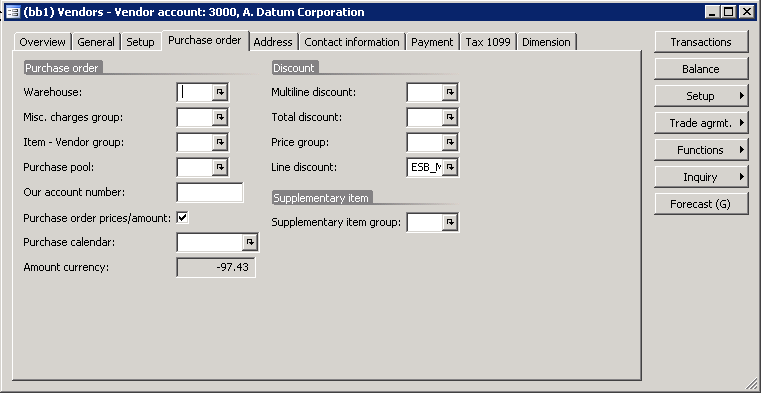 (bb1) Vendors - Vendor account: 3000, A. Datum Corporation
Overview General Setup Purchase order Address Contact information Payment Tax 1099 Dimension
Purchase order
Warehouse:
Misc. charges group:
Item - Vendor group:
Purchase pool:
Our account number:
Purchase order prices/amount:
Purchase calendar:
Amount currency: -97.43
Discount
Multiline discount:
Total discount:
Price group:
Line discount: ESB_M
Supplementary item
Supplementary item group:
Transactions
Balance
Setup
Trade agrmt.
Functions
Inquiry
Forecast (G)